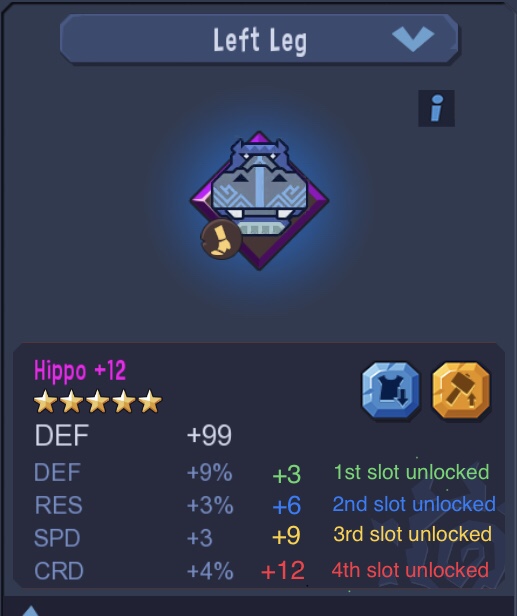 Left Leg
i
Hippo +12
DEF +99
DEF +9% +3 1st slot unlocked
RES +3% +6 2nd slot unlocked
SPD +3 +9 3rd slot unlocked
CRD +4% +12 4th slot unlocked